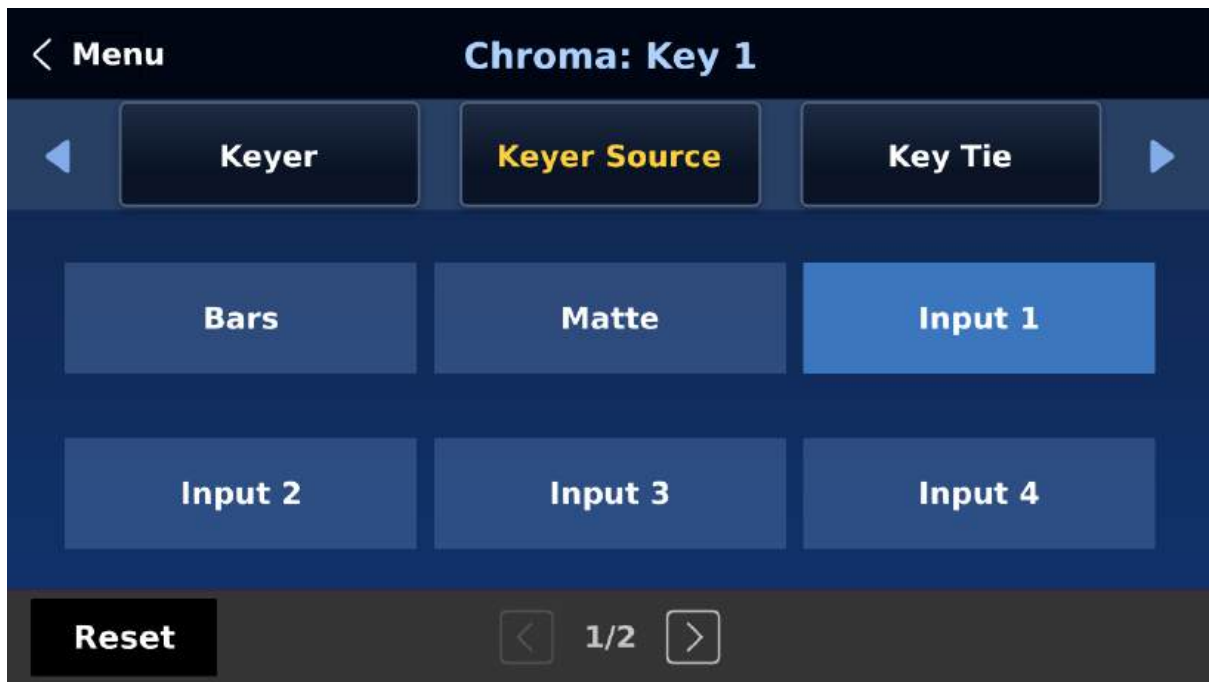 Menu
Chroma: Key 1
Keyer
Keyer Source
Key Tie
Bars
Matte
Input 1
Input 2
Input 3
Input 4
Reset
1/2